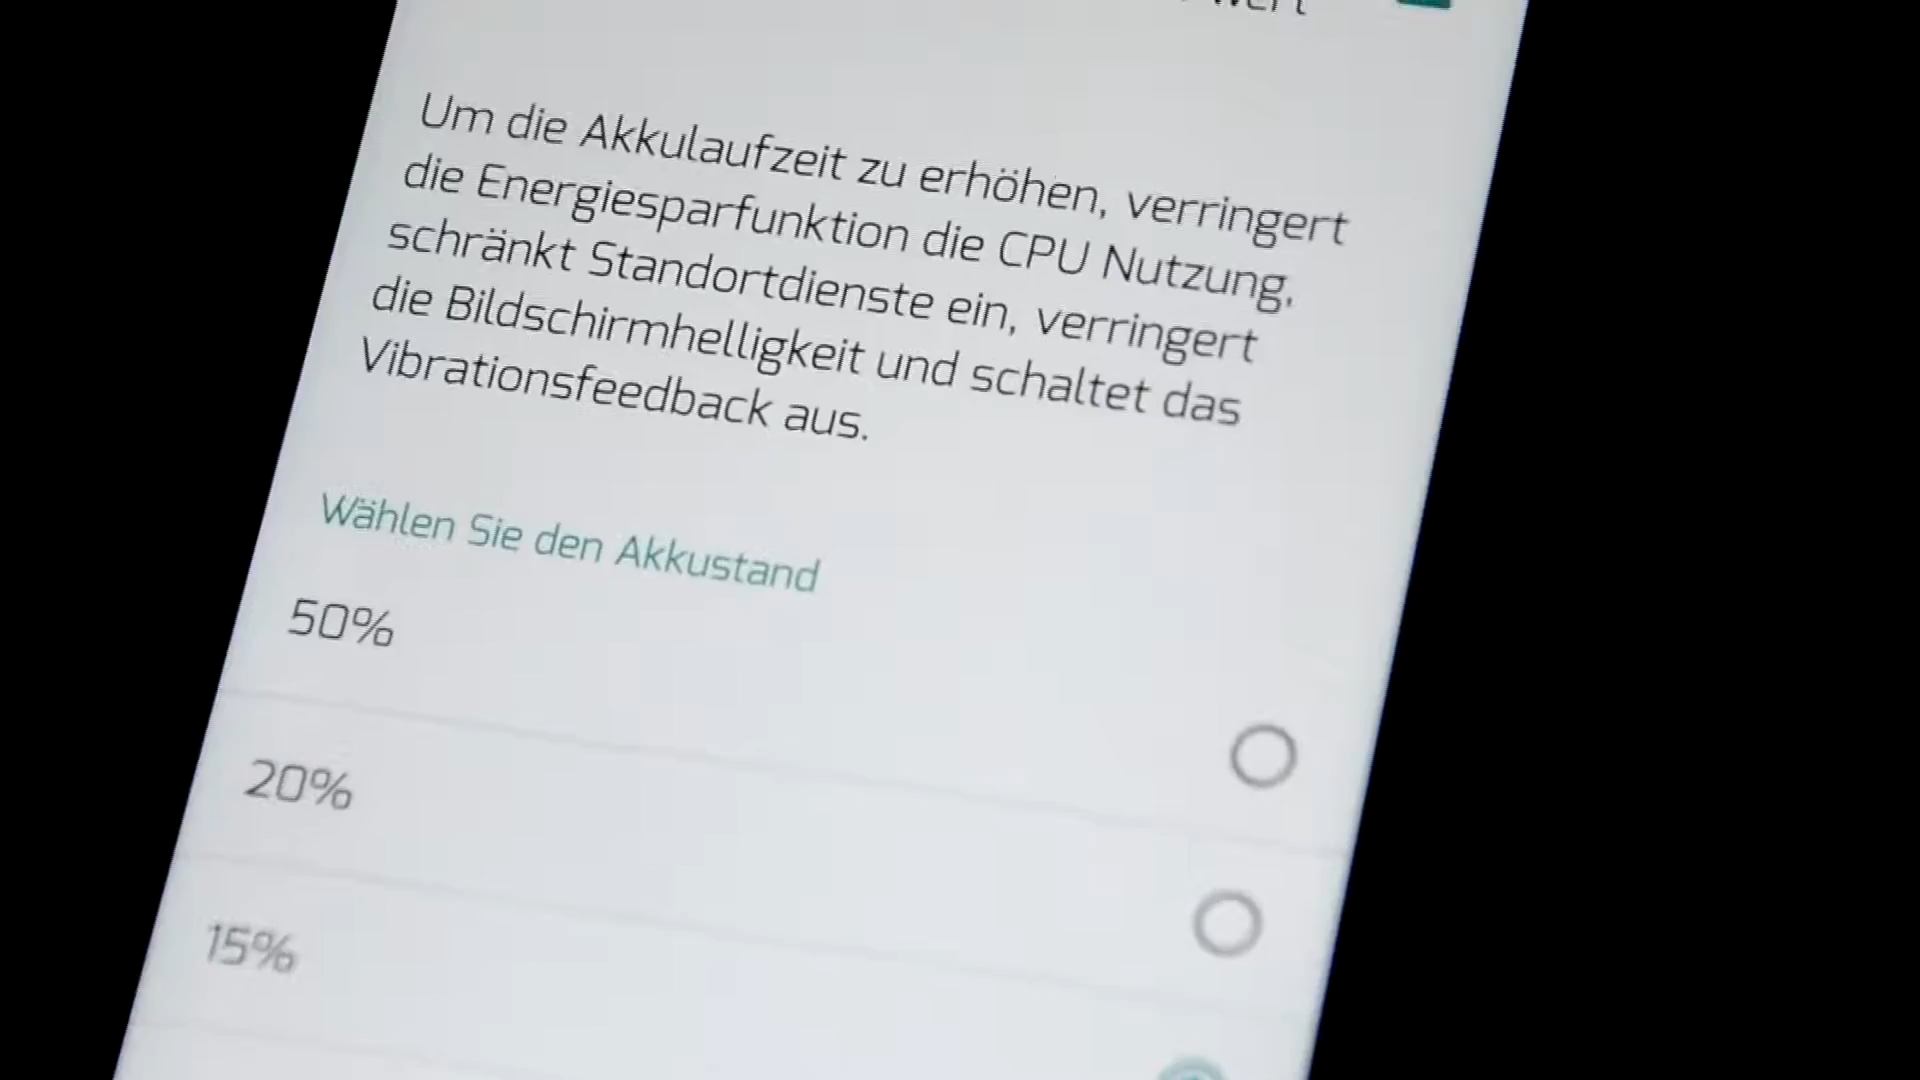 Um die Akkulaufzeit zu erhöhen, verringert
die Energiesparfunktion die CPU Nutzung,
schränkt Standortdienste ein, verringert
die Bildschirmhelligkeit und schaltet das
Vibrationsfeedback aus.
Wählen Sie den Akkustand
50%
20%
15%